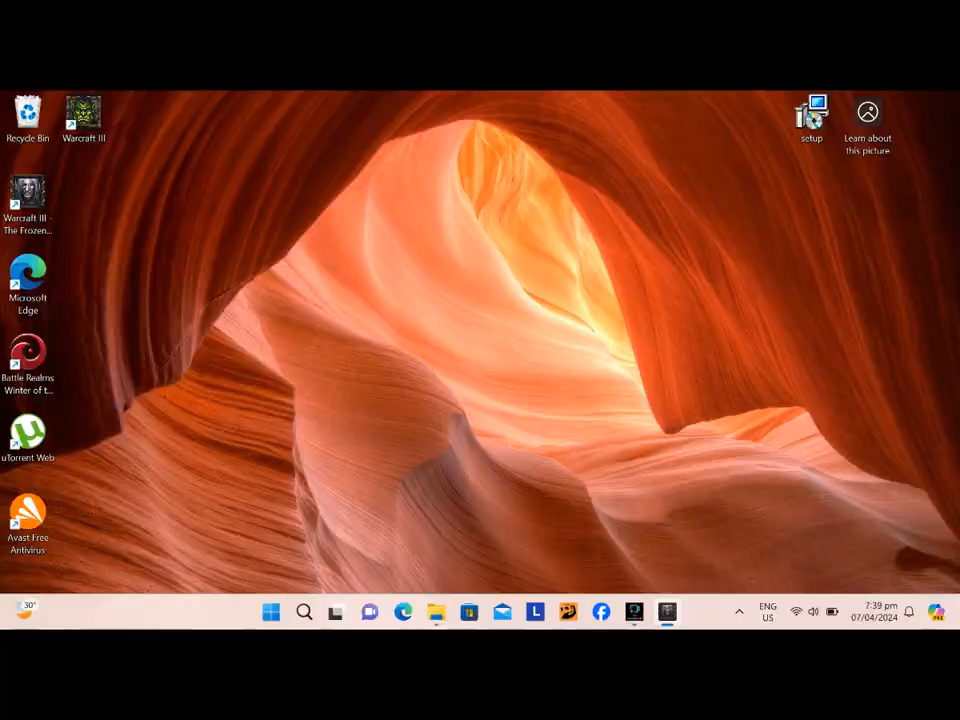 Recycle Bin
Warcraft III
setup
Learn about
this picture
Warcraft III -
The Frozen...
Microsoft
Edge
Battle Realms
Winter of t...
uTorrent Web
Avast Free
Antivirus
30°
L
ENG
US
7:39 pm
07/04/2024
PRE